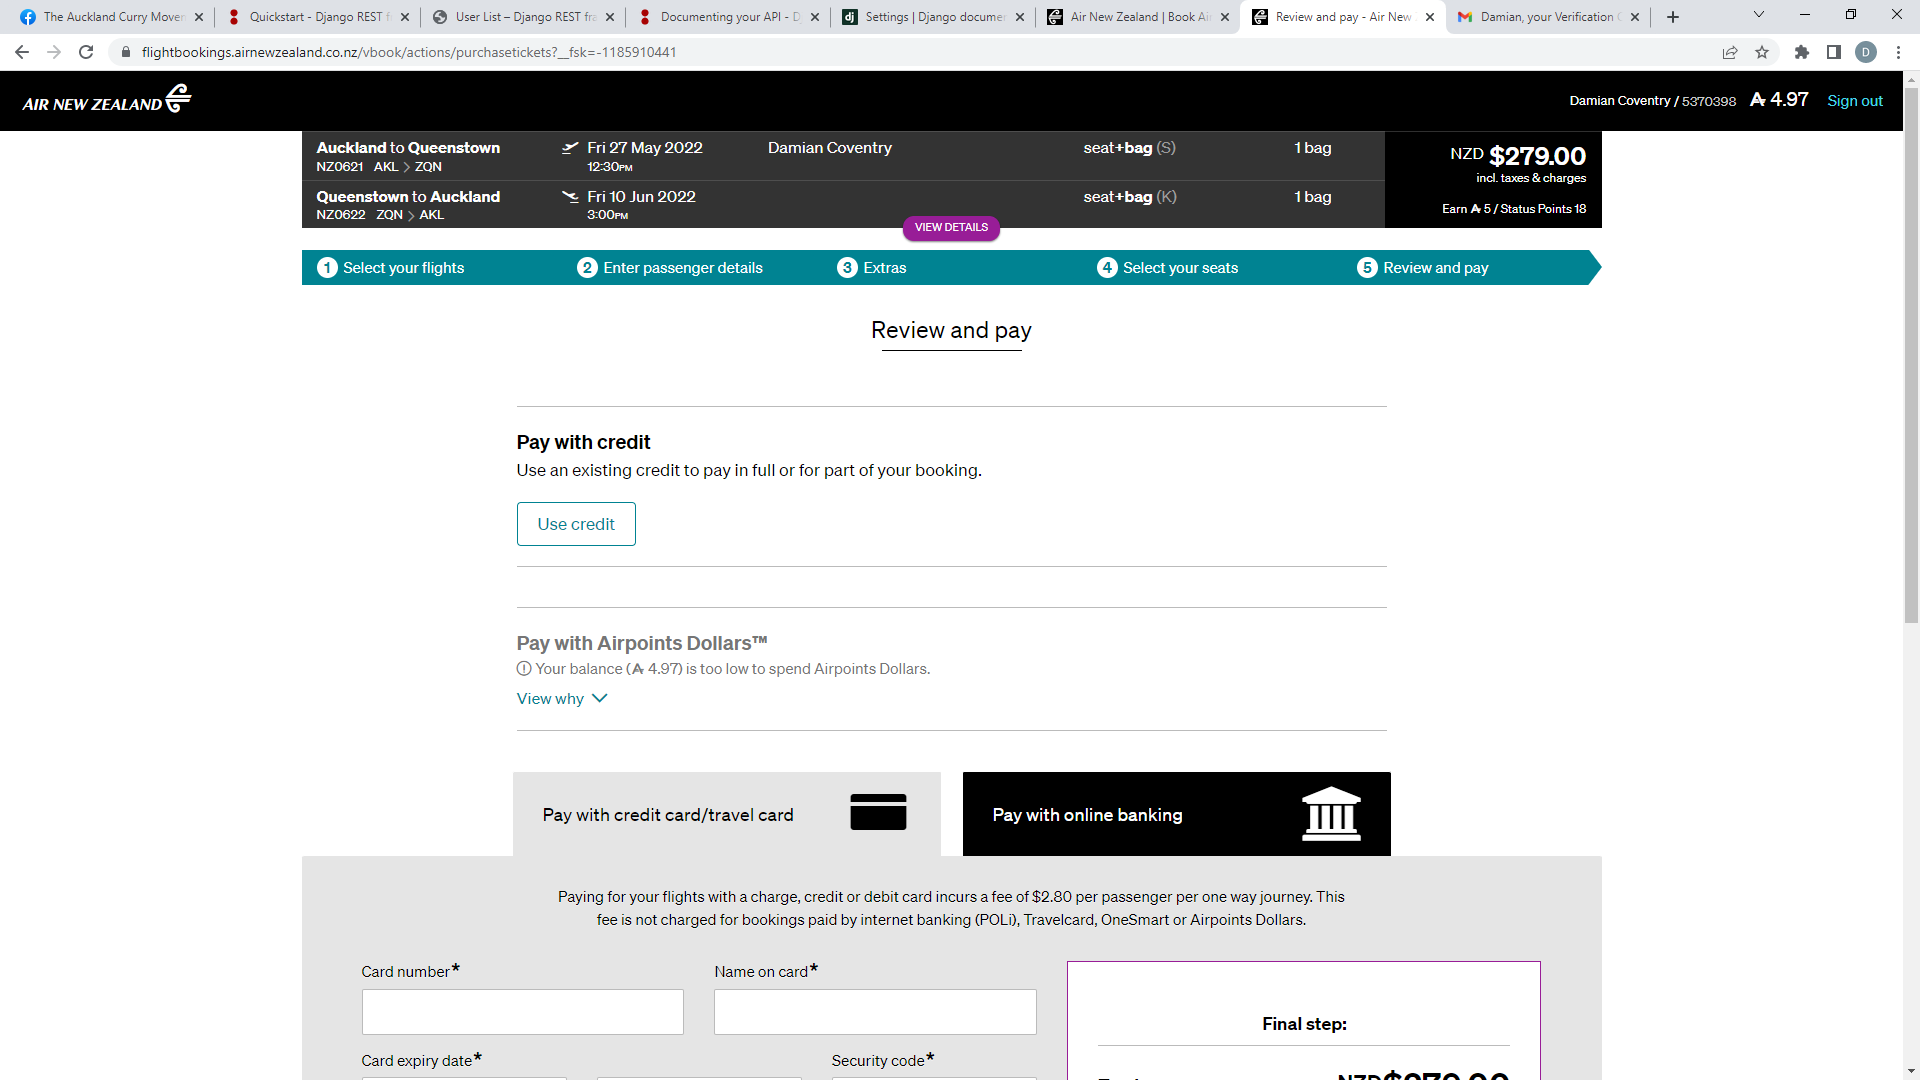 The Auckland Curry Movem
Quickstart - Django REST f
User List – Django REST fra
Documenting your API - D
Settings | Django documen
Air New Zealand | Book Air
Review and pay - Air New
Damian, your Verification C
flightbookings.airnewzealand.co.nz/vbook/actions/purchasetickets?__fsk=-1185910441
D
AIR NEW ZEALAND
Damian Coventry / 5370398 4.97 Sign out
Auckland to Queenstown Fri 27 May 2022 Damian Coventry seat+bag (S) 1 bag
NZ0621 AKL > ZQN 12:30PM
NZD $279.00
incl. taxes & charges
Queenstown to Auckland Fri 10 Jun 2022 seat+bag (K) 1 bag
NZ0622 ZQN > AKL 3:00PM
Earn A 5 / Status Points 18
VIEW DETAILS
1 Select your flights 2 Enter passenger details 3 Extras 4 Select your seats 5 Review and pay
Review and pay
Pay with credit
Use an existing credit to pay in full or for part of your booking.
Use credit
Pay with Airpoints Dollars™
Your balance (A 4.97) is too low to spend Airpoints Dollars.
View why
Pay with credit card/travel card
Pay with online banking
Paying for your flights with a charge, credit or debit card incurs a fee of $2.80 per passenger per one way journey. This
fee is not charged for bookings paid by internet banking (POLi), Travelcard, OneSmart or Airpoints Dollars.
Card number*
Name on card*
Final step:
Card expiry date*
Security code*
NZD$279.00